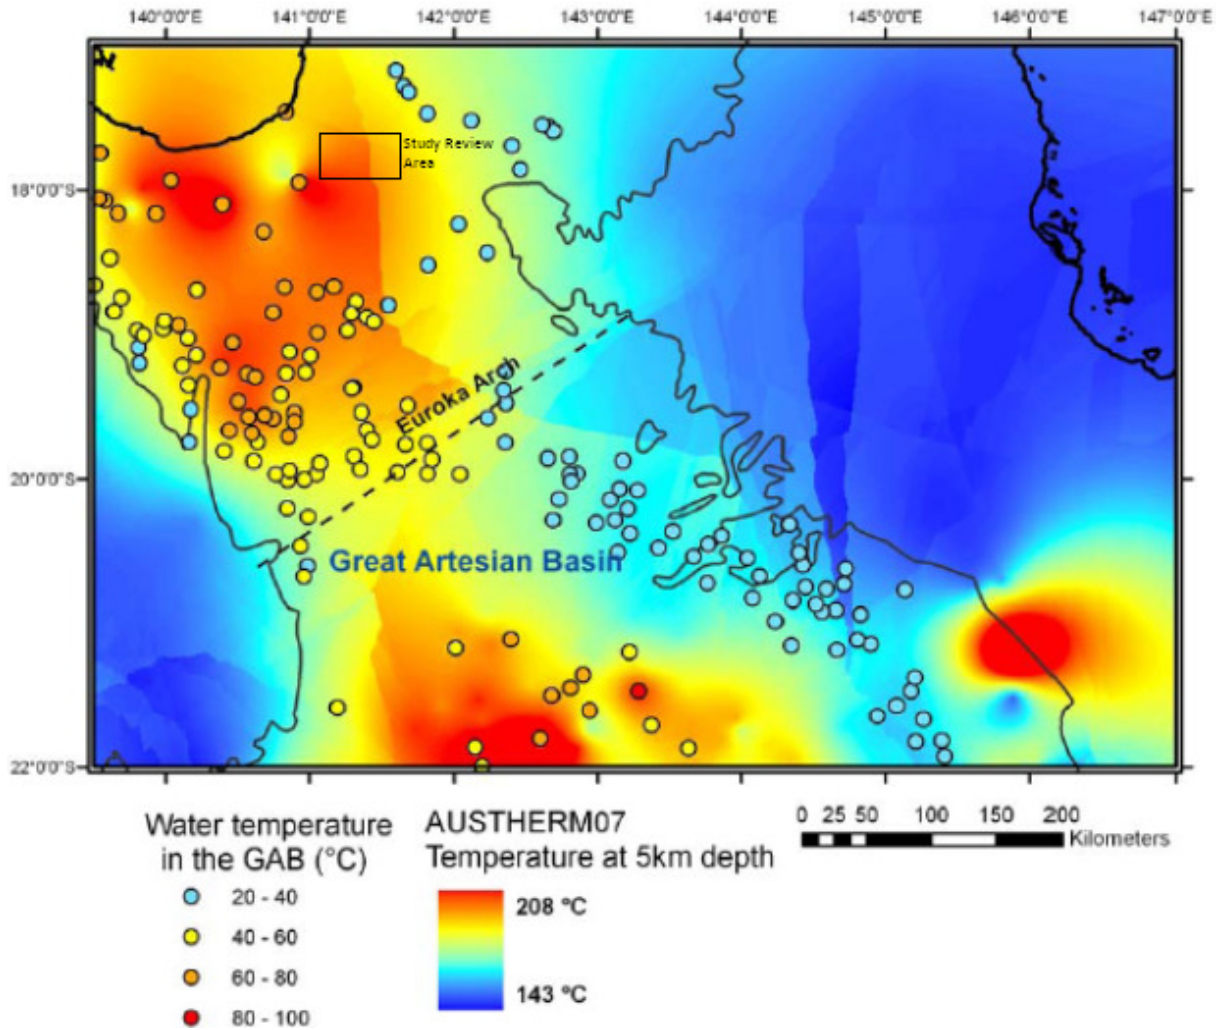 140°0'0"E 141°0'0"E 142°0'0"E 143°0'0"E 144°0'0"E 145°0'0"E 146°0'0"E 147°0'0"E
Study Review
Area
18°0'0"S
Euroka Arch
20°0'0"S
Great Artesian Basin
22°0'0"S
Water temperature
in the GAB (°C)
20 - 40
40 - 60
60 - 80
80 - 100
AUSTHERM07
Temperature at 5km depth
208 °C
143 °C
0 25 50 100 150 200
Kilometers